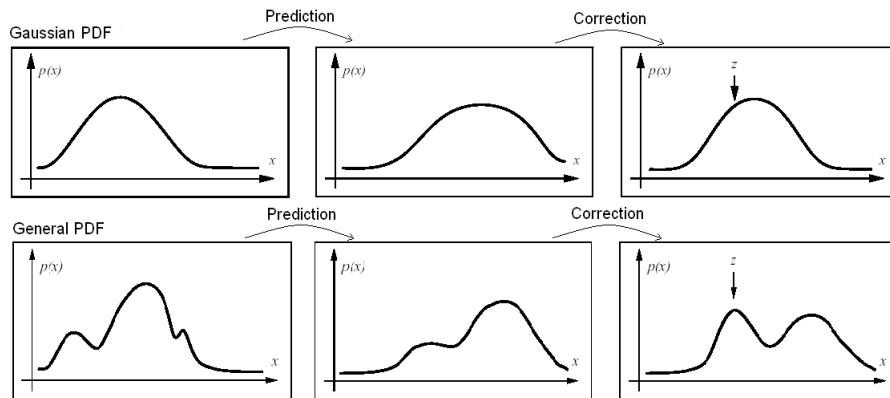 Prediction
Correction
Gaussian PDF
p(x)
x
p(x)
x
p(x)
z
x
Prediction
Correction
General PDF
p(x)
x
p(x)
x
p(x)
z
x